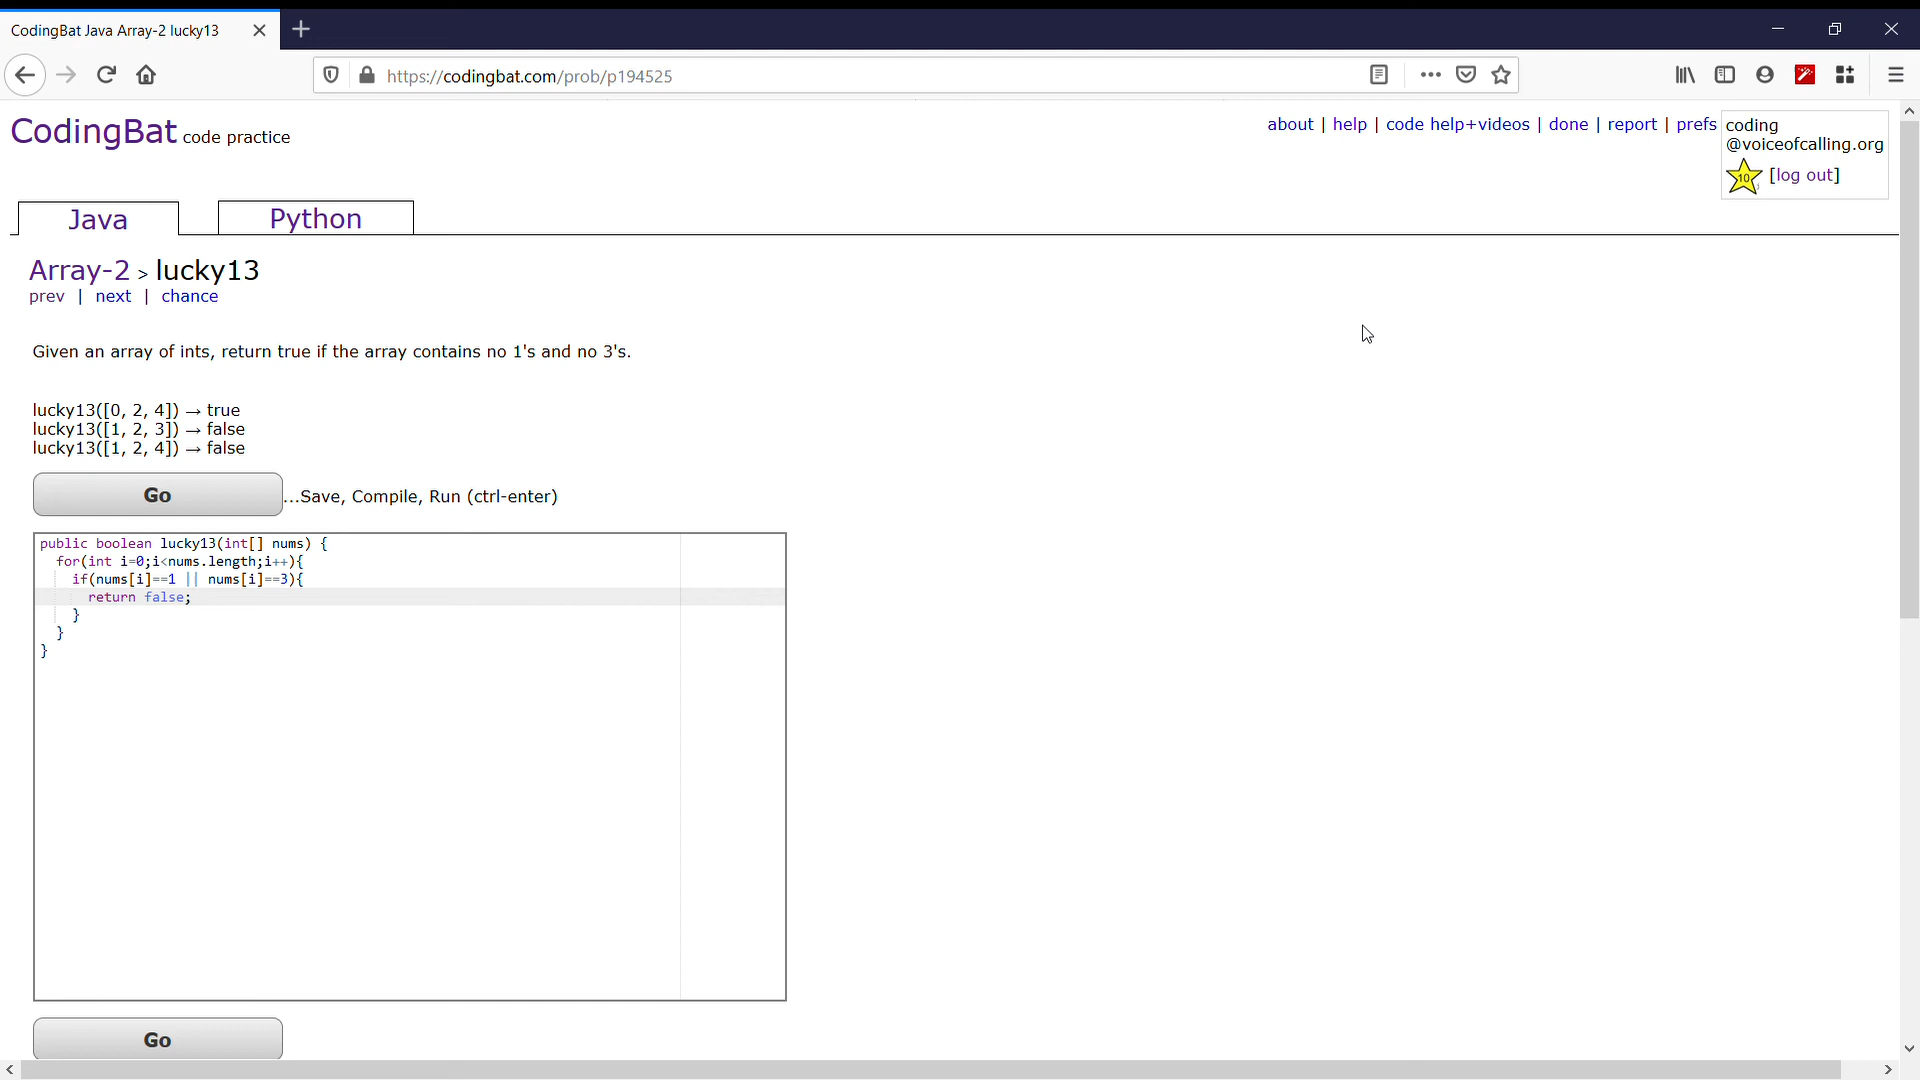 CodingBat Java Array-2 lucky13
https://codingbat.com/prob/p194525
CodingBat code practice
about | help | code help+videos | done | report | prefs
coding
@voiceofcalling.org
10
[log out]
Java
Python
Array-2 > lucky13
prev | next | chance
Given an array of ints, return true if the array contains no 1's and no 3's.
lucky13([0, 2, 4]) → true
lucky13([1, 2, 3]) → false
lucky13([1, 2, 4]) → false
Go
...Save, Compile, Run (ctrl-enter)
public boolean lucky13(int[] nums) {
for(int i=0;i<nums.length;i++){
if(nums[i]==1 || nums[i]==3){
return false;
}
}
}
Go